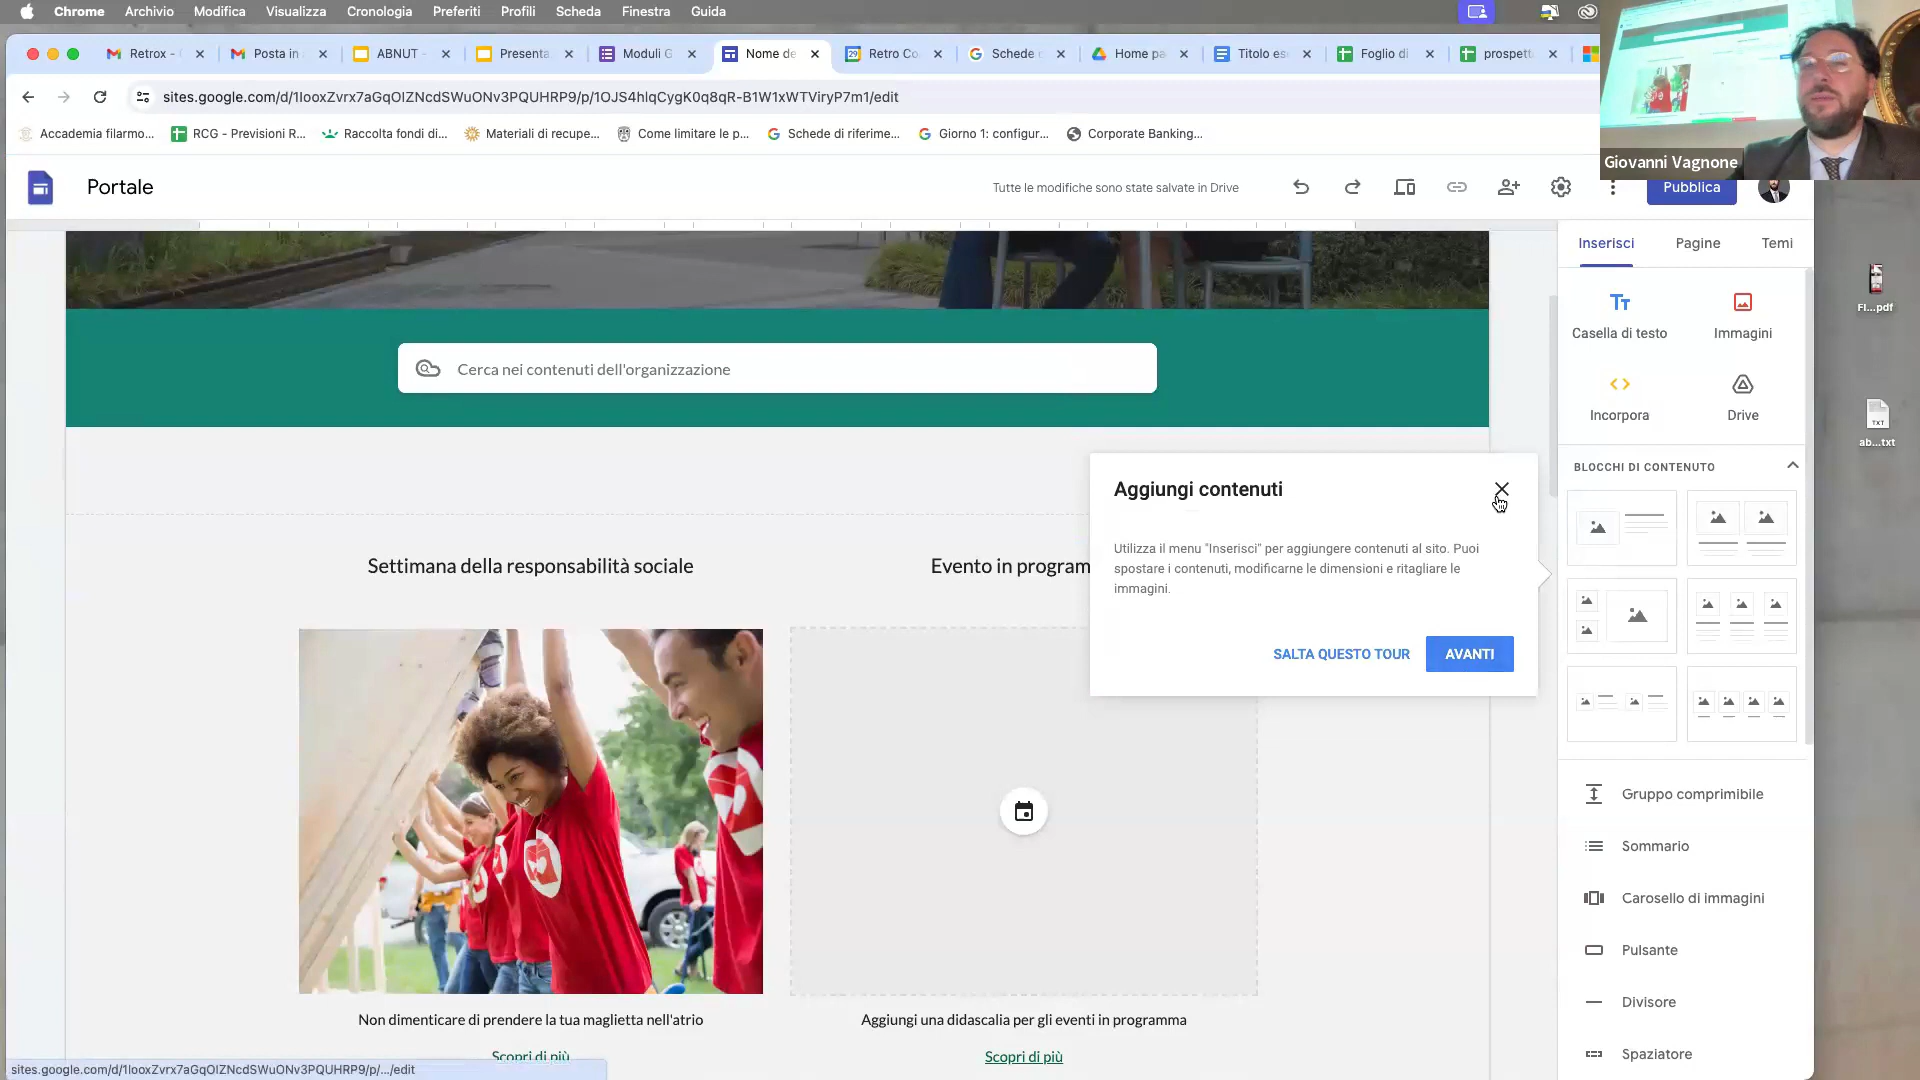 Chrome Archivio Modifica Visualizza Cronologia Preferiti Profili Scheda Finestra Guida
Retrox - Posta in ABNUT - Presenta Moduli G Nome de Retro Co Schede Home pa Titolo es Foglio di prospett
sites.google.com/d/1IooxZvrx7aGqOIZNcdSWuONv3PQUHRP9/p/1OJS4hlqCygK0q8qR-B1W1xWTViryP7m1/edit
Accademia filarmo... RCG - Previsioni R... Raccolta fondi di... Materiali di recupe... Come limitare le p... Schede di riferime... Giorno 1: configur... Corporate Banking...
Giovanni Vagnone
Portale
Tutte le modifiche sono state salvate in Drive
Pubblica
Inserisci Pagine Temi
Casella di testo Immagini
Incorpora Drive
BLOCCHI DI CONTENUTO
Gruppo comprimibile
Sommario
Carosello di immagini
Pulsante
Divisore
Spaziatore
FI...pdf
TXT
ab...txt
Cerca nei contenuti dell'organizzazione
Aggiungi contenuti
Utilizza il menu "Inserisci" per aggiungere contenuti al sito. Puoi
spostare i contenuti, modificarne le dimensioni e ritagliare le
immagini.
SALTA QUESTO TOUR AVANTI
Settimana della responsabilità sociale
Evento in program
Non dimenticare di prendere la tua maglietta nell'atrio
Aggiungi una didascalia per gli eventi in programma
Scopri di più
Scopri di più
sites.google.com/d/1IooxZvrx7aGqOIZNcdSWuONv3PQUHRP9/p/.../edit